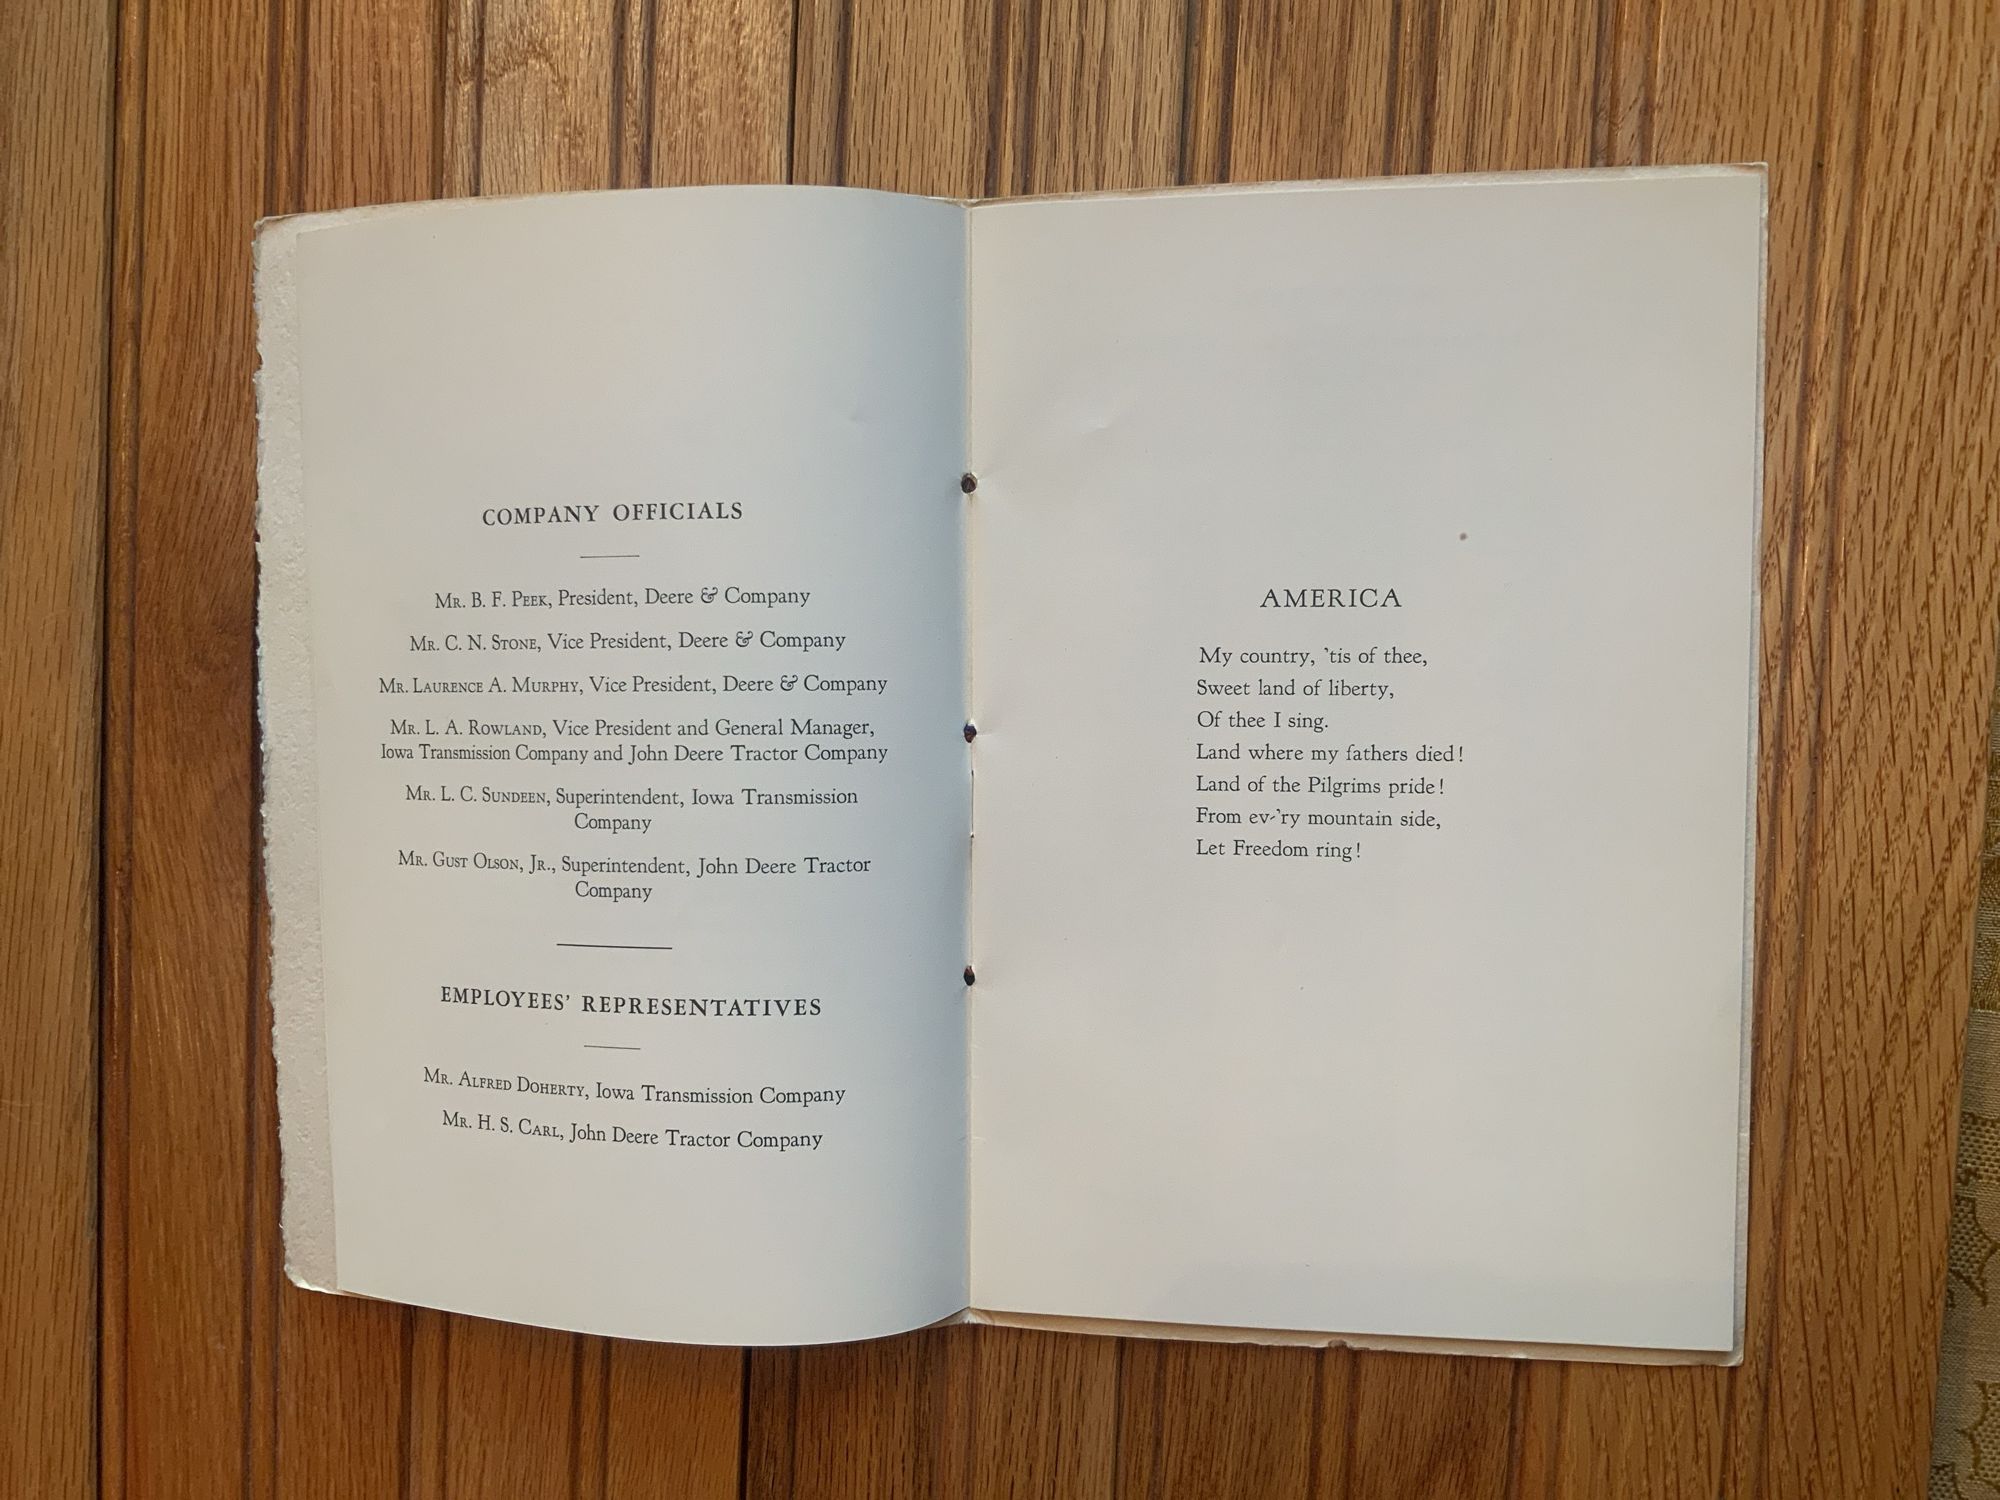 COMPANY OFFICIALS
Mr. B. F. Peek, President, Deere & Company
Mr. C. N. Stone, Vice President, Deere & Company
Mr. Laurence A. Murphy, Vice President, Deere & Company
Mr. L. A. Rowland, Vice President and General Manager,
Iowa Transmission Company and John Deere Tractor Company
Mr. L. C. Sundeen, Superintendent, Iowa Transmission
Company
Mr. Gust Olson, Jr., Superintendent, John Deere Tractor
Company
EMPLOYEES' REPRESENTATIVES
Mr. Alfred Doherty, Iowa Transmission Company
Mr. H. S. Carl, John Deere Tractor Company
AMERICA
My country, 'tis of thee,
Sweet land of liberty,
Of thee I sing.
Land where my fathers died!
Land of the Pilgrims pride!
From ev-'ry mountain side,
Let Freedom ring!